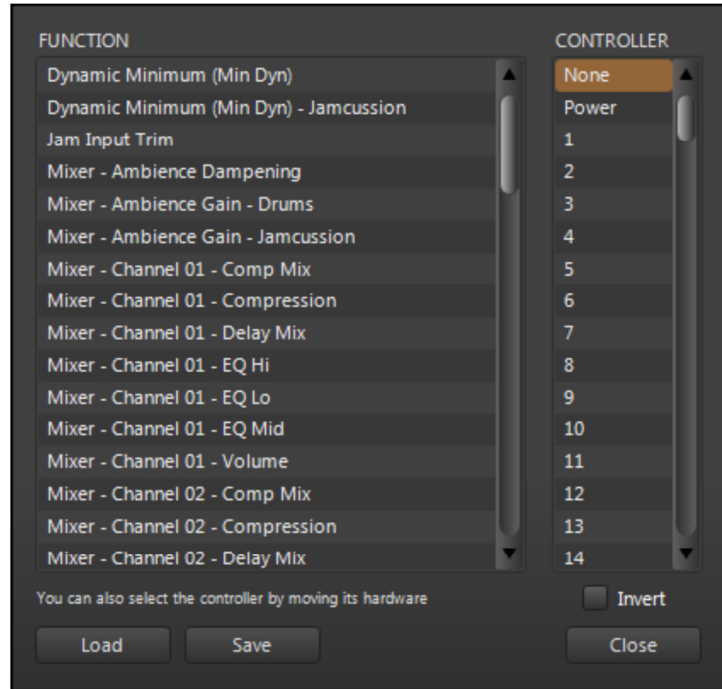 FUNCTION
Dynamic Minimum (Min Dyn)
Dynamic Minimum (Min Dyn) - Jamcussion
Jam Input Trim
Mixer - Ambience Dampening
Mixer - Ambience Gain - Drums
Mixer - Ambience Gain - Jamcussion
Mixer - Channel 01 - Comp Mix
Mixer - Channel 01 - Compression
Mixer - Channel 01 - Delay Mix
Mixer - Channel 01 - EQ Hi
Mixer - Channel 01 - EQ Lo
Mixer - Channel 01 - EQ Mid
Mixer - Channel 01 - Volume
Mixer - Channel 02 - Comp Mix
Mixer - Channel 02 - Compression
Mixer - Channel 02 - Delay Mix
CONTROLLER
None
Power
1
2
3
4
5
6
7
8
9
10
11
12
13
14
You can also select the controller by moving its hardware
Invert
Load
Save
Close